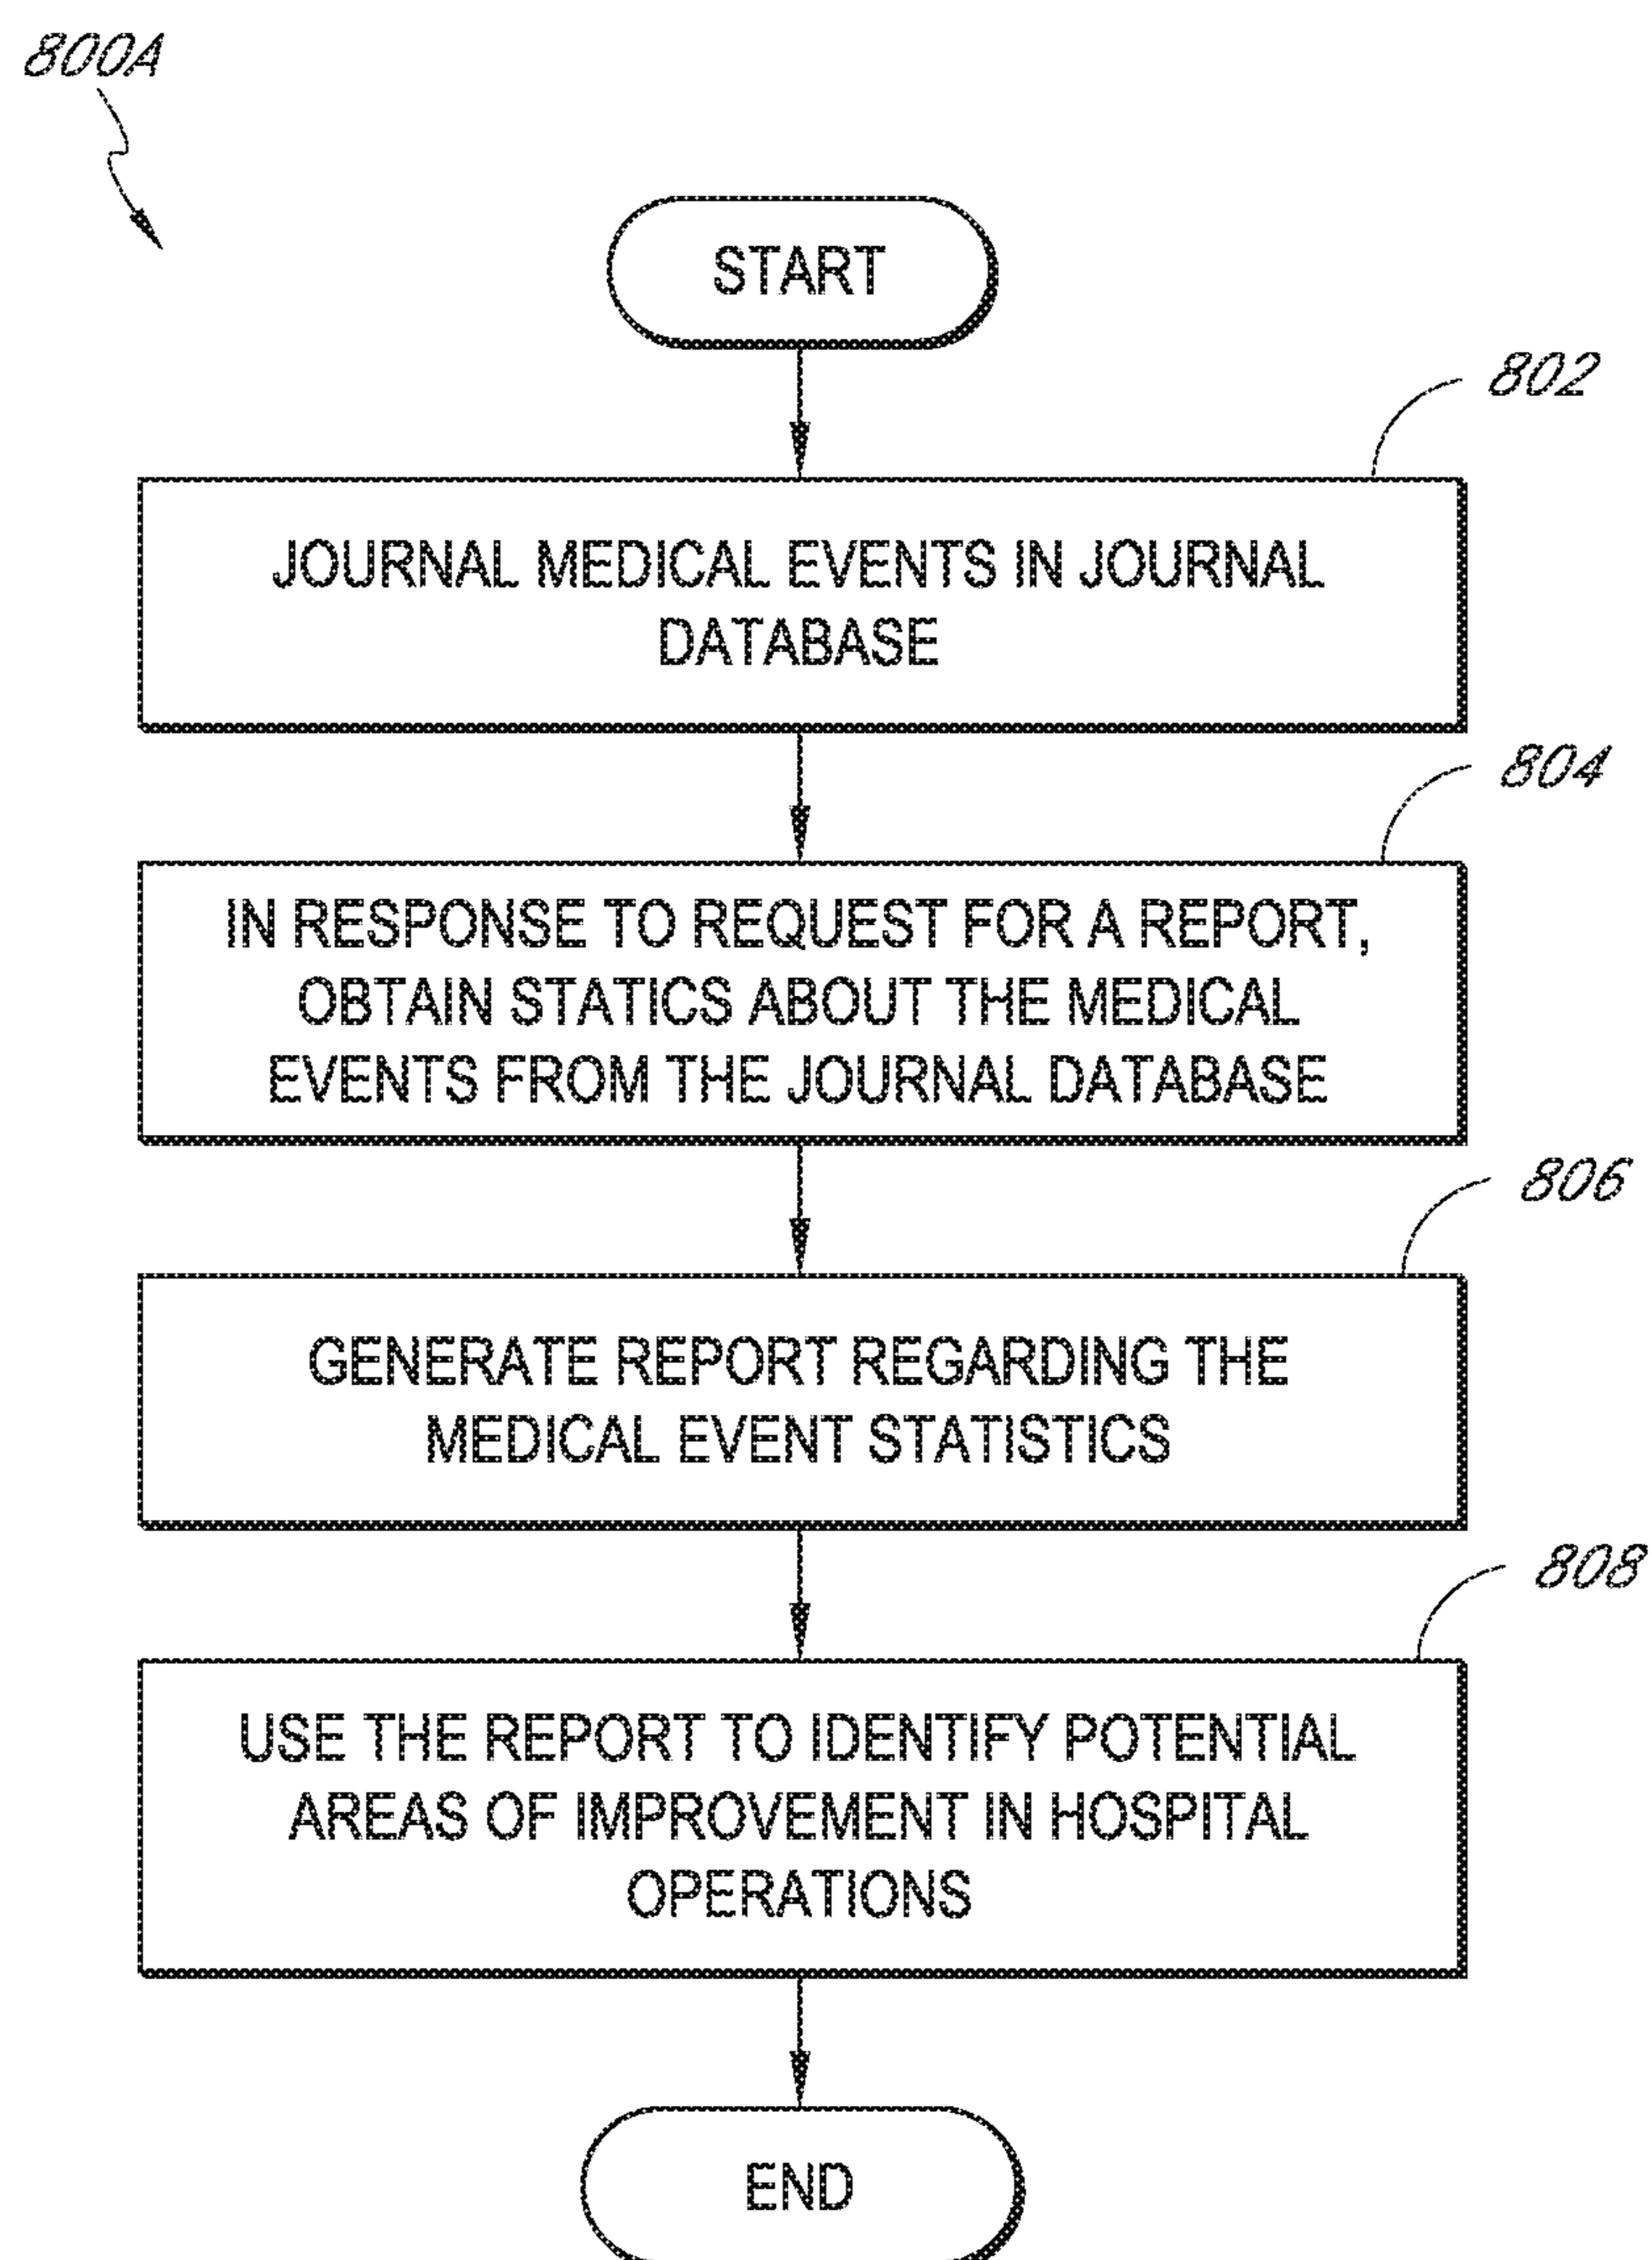 800A
START
802
JOURNAL MEDICAL EVENTS IN JOURNAL
DATABASE
804
IN RESPONSE TO REQUEST FOR A REPORT,
OBTAIN STATICS ABOUT THE MEDICAL
EVENTS FROM THE JOURNAL DATABASE
806
GENERATE REPORT REGARDING THE
MEDICAL EVENT STATISTICS
808
USE THE REPORT TO IDENTIFY POTENTIAL
AREAS OF IMPROVEMENT IN HOSPITAL
OPERATIONS
END